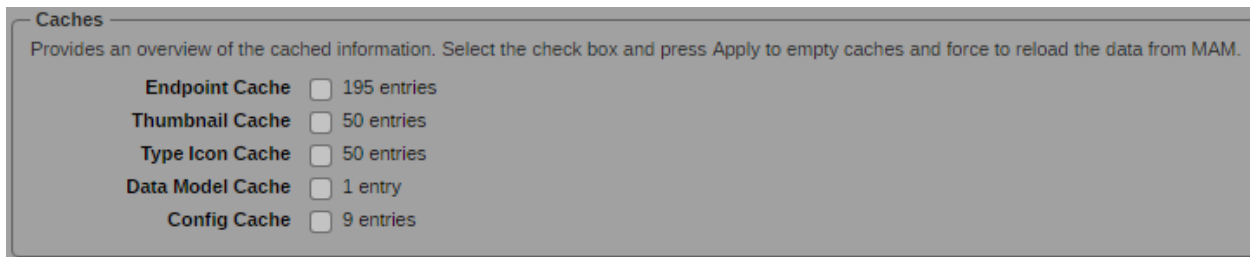 Caches
Provides an overview of the cached information. Select the check box and press Apply to empty caches and force to reload the data from MAM.
Endpoint Cache 195 entries
Thumbnail Cache 50 entries
Type Icon Cache 50 entries
Data Model Cache 1 entry
Config Cache 9 entries